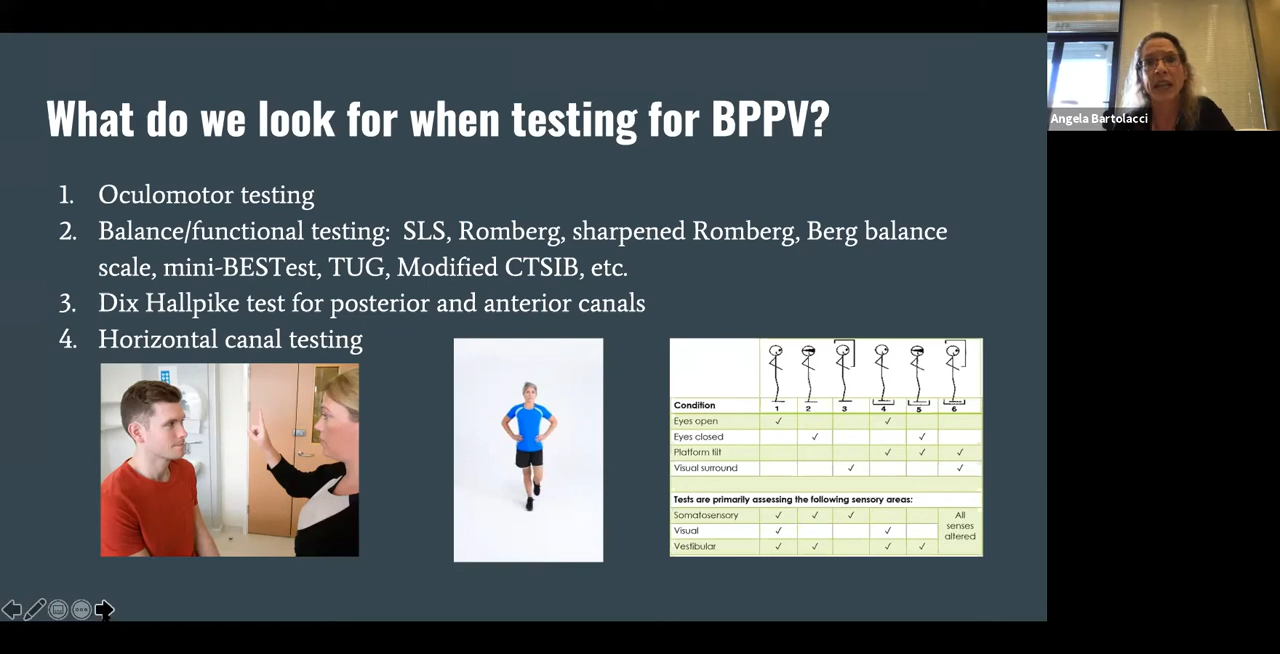 What do we look for when testing for BPPV?
Angela Bartolacci
1. Oculomotor testing
2. Balance/functional testing: SLS, Romberg, sharpened Romberg, Berg balance
scale, mini-BESTest, TUG, Modified CTSIB, etc.
3. Dix Hallpike test for posterior and anterior canals
4. Horizontal canal testing
Condition 1 2 3 4 5 6
Eyes open ✓ ✓
Eyes closed ✓ ✓
Platform tilt ✓ ✓ ✓
Visual surround ✓ ✓
Tests are primarily assessing the following sensory areas:
Somatosensory ✓ ✓ ✓ All
senses
altered
Visual ✓ ✓
Vestibular ✓ ✓ ✓ ✓